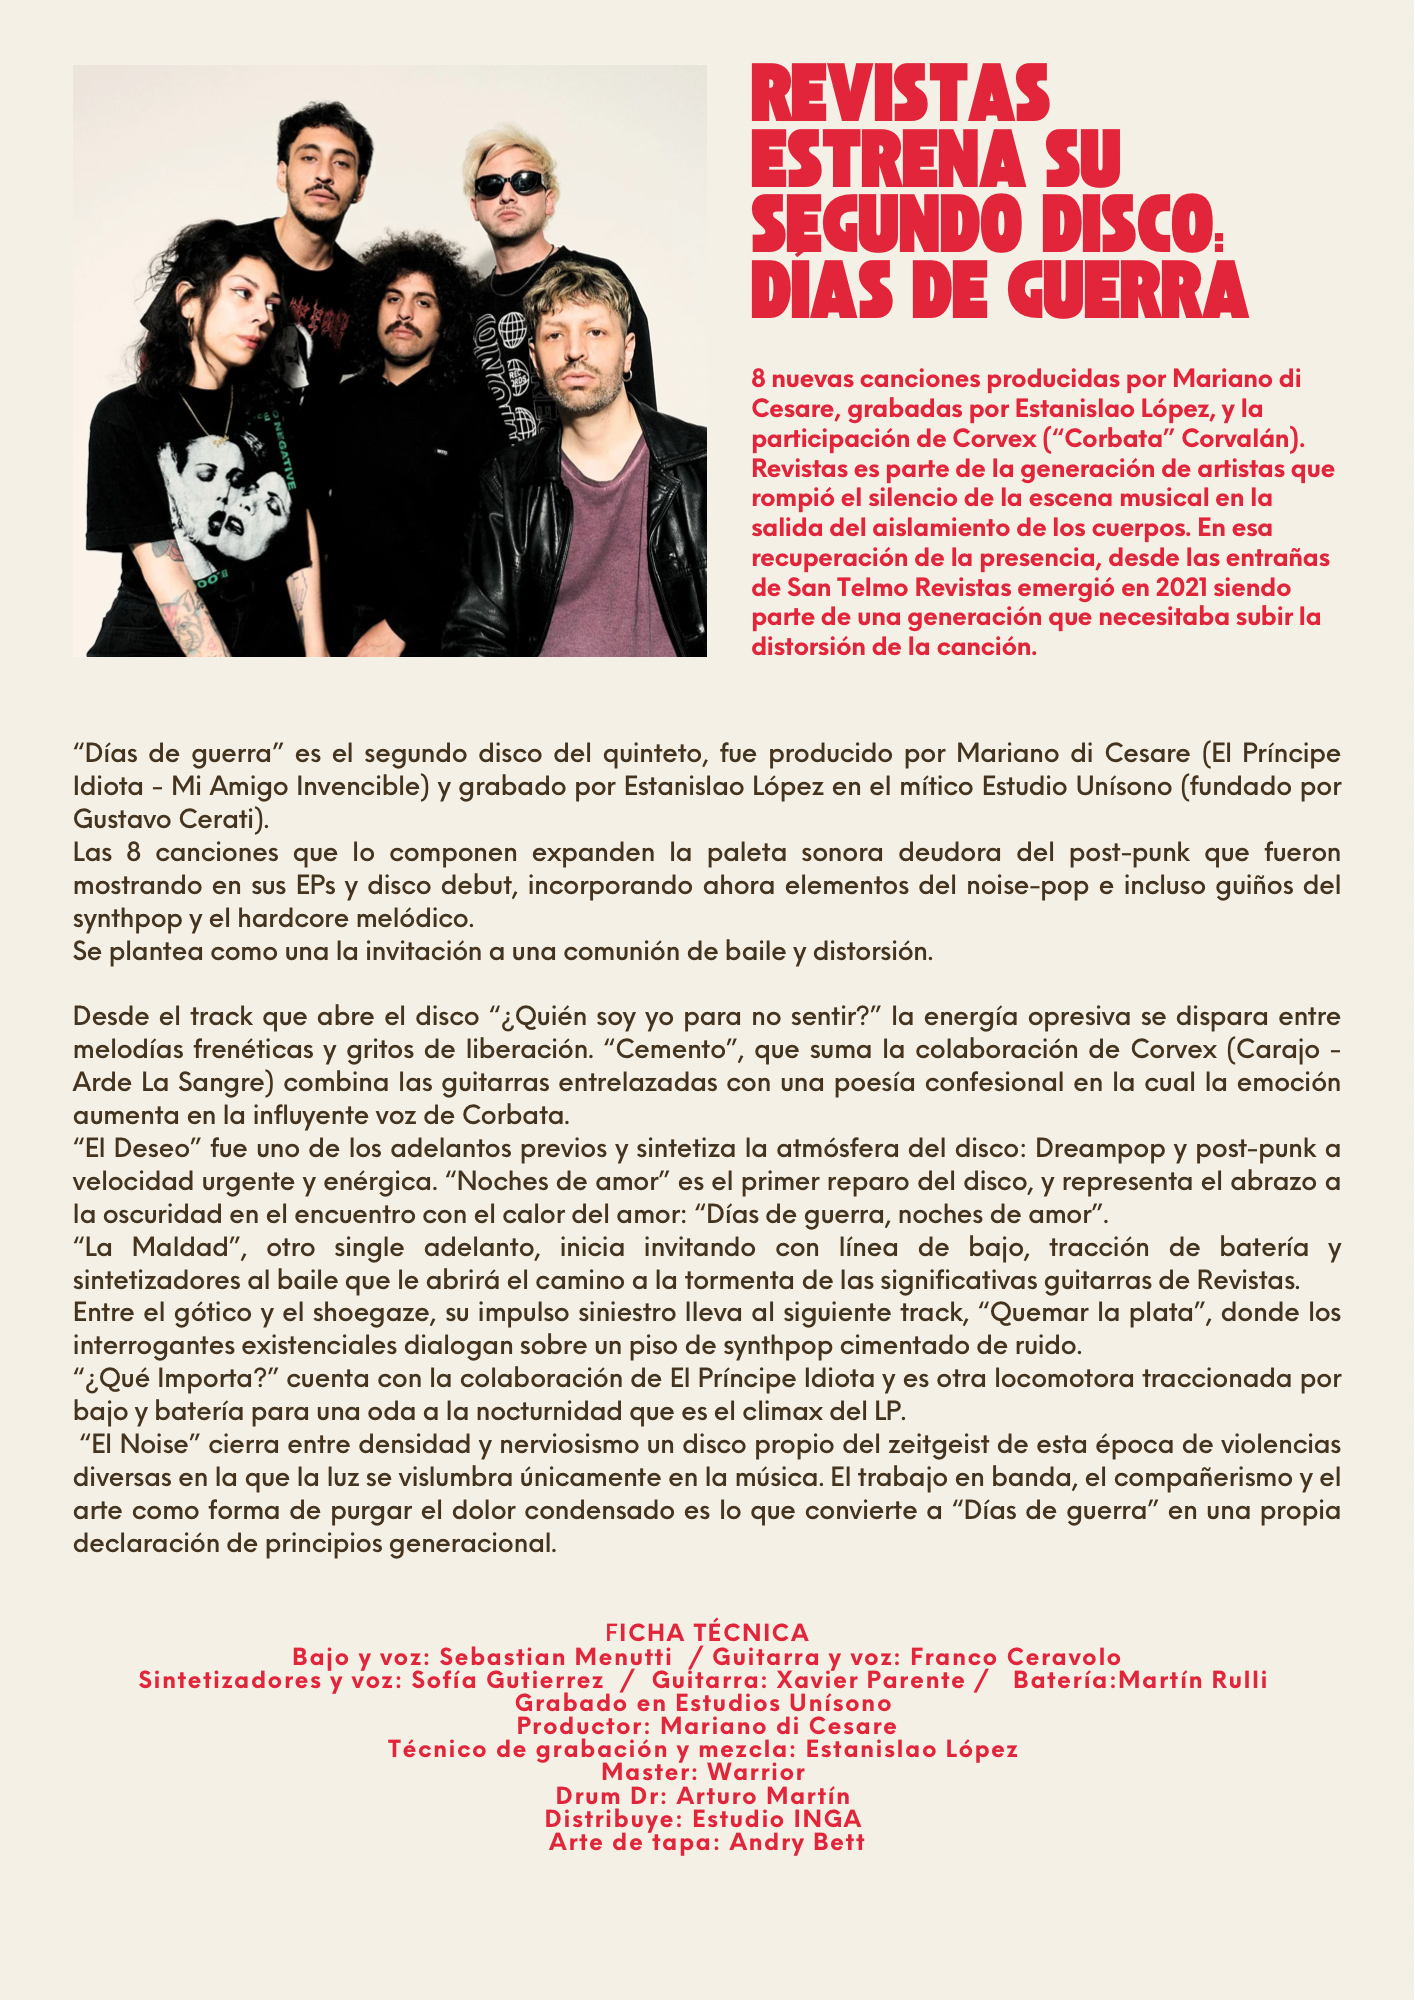 REVISTAS
ESTRENA SU
SEGUNDO DISCO:
DÍAS DE GUERRA
8 nuevas canciones producidas por Mariano di
Cesare, grabadas por Estanislao López, y la
participación de Corvex (“Corbata” Corvalán).
Revistas es parte de la generación de artistas que
rompió el silencio de la escena musical en la
salida del aislamiento de los cuerpos. En esa
recuperación de la presencia, desde las entrañas
de San Telmo Revistas emergió en 2021 siendo
parte de una generación que necesitaba subir la
distorsión de la canción.
NEGATIVE
REC
ORDS
“Días de guerra” es el segundo disco del quinteto, fue producido por Mariano di Cesare (El Príncipe
Idiota - Mi Amigo Invencible) y grabado por Estanislao López en el mítico Estudio Unísono (fundado por
Gustavo Cerati).
Las 8 canciones que lo componen expanden la paleta sonora deudora del post-punk que fueron
mostrando en sus EPs y disco debut, incorporando ahora elementos del noise-pop e incluso guiños del
synthpop y el hardcore melódico.
Se plantea como una la invitación a una comunión de baile y distorsión.
Desde el track que abre el disco “¿Quién soy yo para no sentir?” la energía opresiva se dispara entre
melodías frenéticas y gritos de liberación. “Cemento”, que suma la colaboración de Corvex (Carajo -
Arde La Sangre) combina las guitarras entrelazadas con una poesía confesional en la cual la emoción
aumenta en la influyente voz de Corbata.
“El Deseo” fue uno de los adelantos previos y sintetiza la atmósfera del disco: Dreampop y post-punk a
velocidad urgente y enérgica. “Noches de amor” es el primer reparo del disco, y representa el abrazo a
la oscuridad en el encuentro con el calor del amor: “Días de guerra, noches de amor”.
“La Maldad”, otro single adelanto, inicia invitando con línea de bajo, tracción de batería y
sintetizadores al baile que le abrirá el camino a la tormenta de las significativas guitarras de Revistas.
Entre el gótico y el shoegaze, su impulso siniestro lleva al siguiente track, “Quemar la plata”, donde los
interrogantes existenciales dialogan sobre un piso de synthpop cimentado de ruido.
“¿Qué Importa?” cuenta con la colaboración de El Príncipe Idiota y es otra locomotora traccionada por
bajo y batería para una oda a la nocturnidad que es el climax del LP.
“El Noise” cierra entre densidad y nerviosismo un disco propio del zeitgeist de esta época de violencias
diversas en la que la luz se vislumbra únicamente en la música. El trabajo en banda, el compañerismo y el
arte como forma de purgar el dolor condensado es lo que convierte a “Días de guerra” en una propia
declaración de principios generacional.
FICHA TÉCNICA
Bajo y voz: Sebastian Menutti / Guitarra y voz: Franco Ceravolo
Sintetizadores y voz: Sofía Gutierrez / Guitarra: Xavier Parente / Batería:Martín Rulli
Grabado en Estudios Unísono
Productor: Mariano di Cesare
Técnico de grabación y mezcla: Estanislao López
Master: Warrior
Drum Dr: Arturo Martín
Distribuye: Estudio INGA
Arte de tapa: Andry Bett